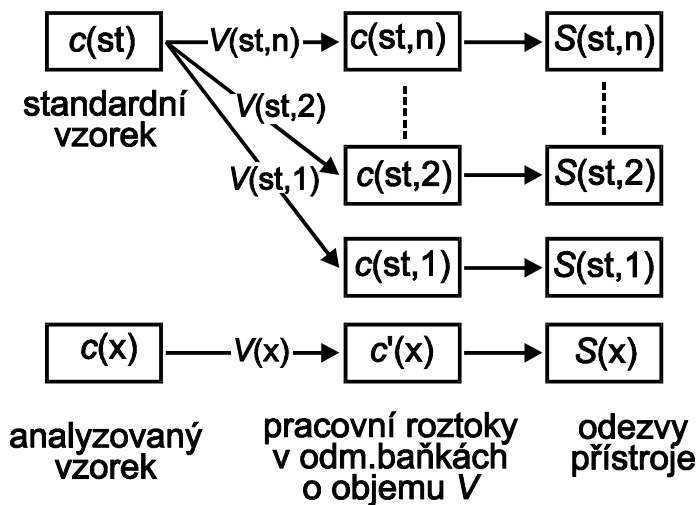 c(st) V(st,n) c(st,n) S(st,n)
standardní
vzorek
V(st,2)
c(st,2) S(st,2)
V(st,1)
c(st,1) S(st,1)
c(x) V(x) c'(x) S(x)
analyzovaný
vzorek
pracovní roztoky
v odm.baňkách
o objemu V
odezvy
přístroje